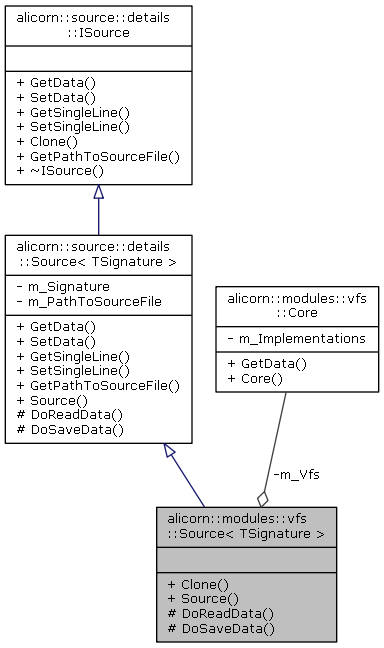 alicorn::source::details
::ISource
+ GetData()
+ SetData()
+ GetSingleLine()
+ SetSingleLine()
+ Clone()
+ GetPathToSourceFile()
+ ~ISource()
alicorn::source::details
::Source< TSignature >
- m_Signature
- m_PathToSourceFile
+ GetData()
+ SetData()
+ GetSingleLine()
+ SetSingleLine()
+ GetPathToSourceFile()
+ Source()
# DoReadData()
# DoSaveData()
alicorn::modules::vfs
::Core
- m_Implementations
+ GetData()
+ Core()
-m_Vfs
alicorn::modules::vfs
::Source< TSignature >
+ Clone()
+ Source()
# DoReadData()
# DoSaveData()